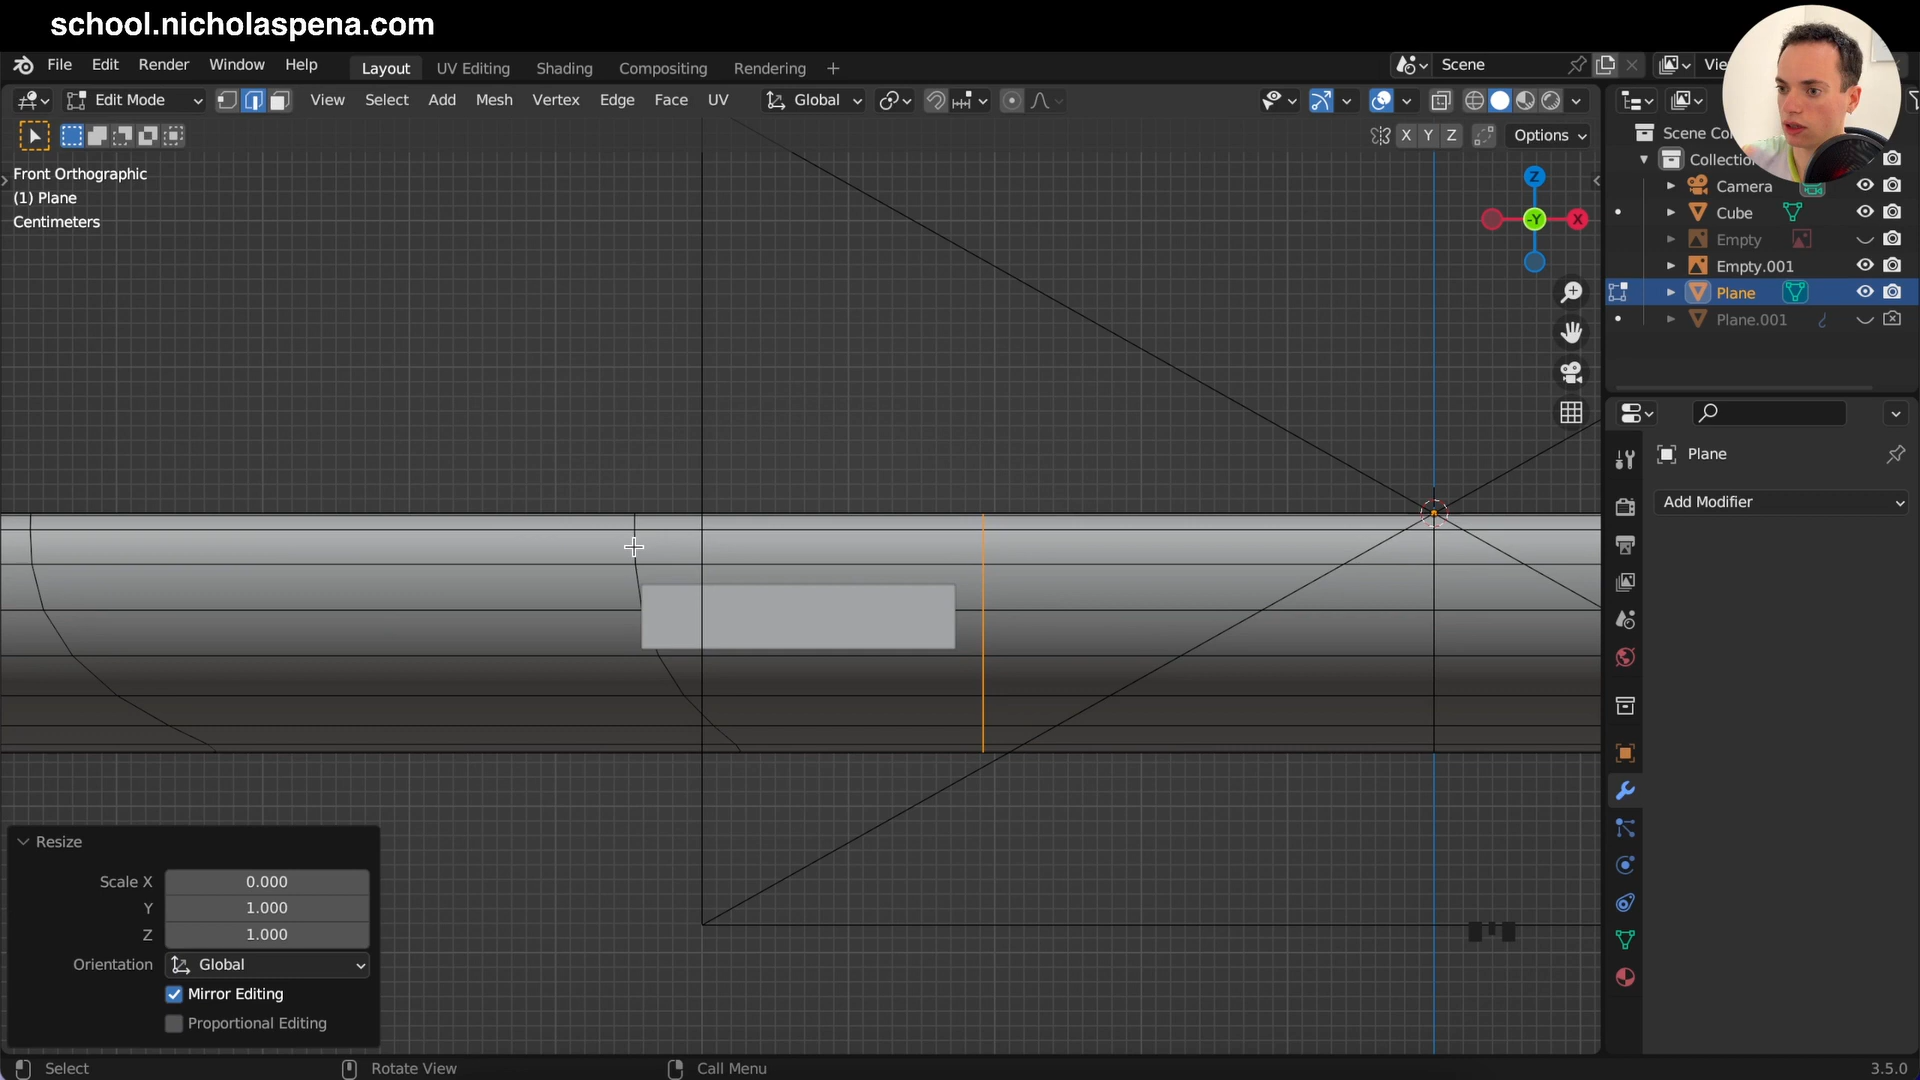 school.nicholaspena.com
File Edit Render Window Help Layout UV Editing Shading Compositing Rendering + Scene Vie
Edit Mode View Select Add Mesh Vertex Edge Face UV Global
X Y Z Options
Front Orthographic
(1) Plane
Centimeters
Z
-Y X
Scene Co
Collectio
Camera
Cube
Empty
Empty.001
Plane
Plane.001
Plane
Add Modifier
Resize
Scale X 0.000
Y 1.000
Z 1.000
Orientation Global
Mirror Editing
Proportional Editing
Select Rotate View Call Menu 3.5.0